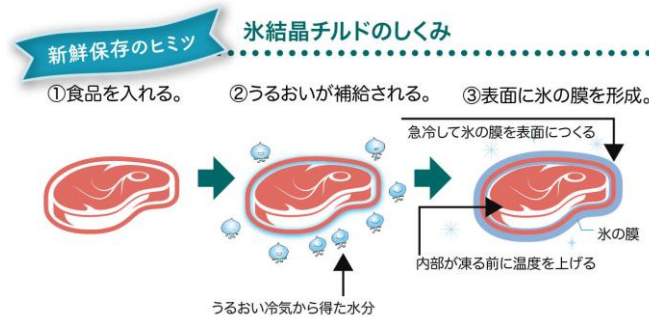 新鮮保存のヒミツ
氷結晶チルドのしくみ
①食品を入れる。
②うるおいが補給される。
③表面に氷の膜を形成。
急冷して氷の膜を表面につくる
氷の膜
内部が凍る前に温度を上げる
うるおい冷気から得た水分